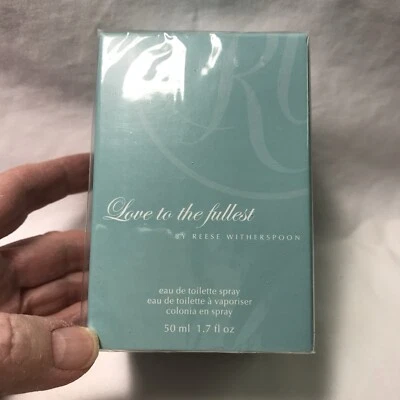 Love to the fullest
BY REESE WITHERSPOON
eau de toilette spray
eau de toilette à vaporiser
colonia en spray
50 ml 1.7 fl oz